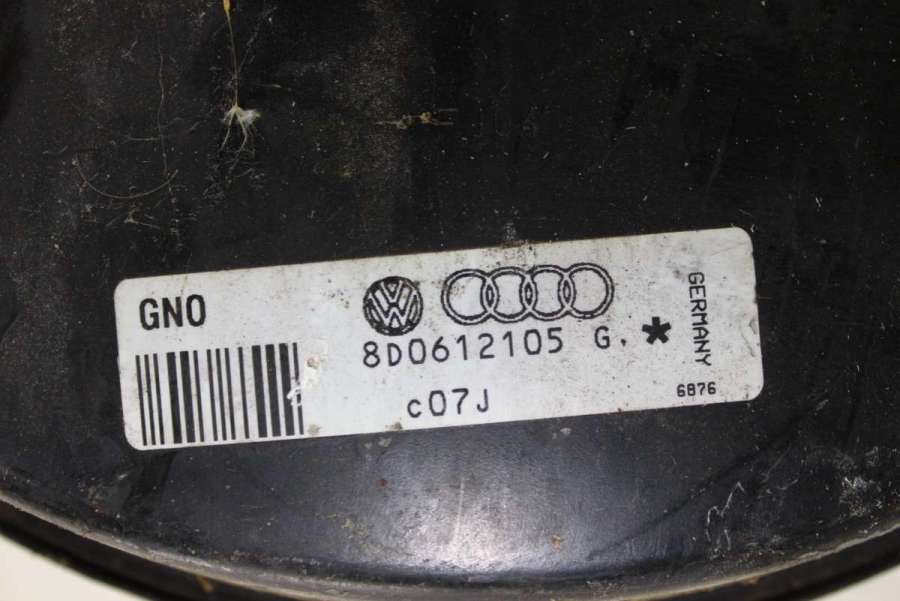 GNO
8D0612105 G. *
c07J
GERMANY
6876